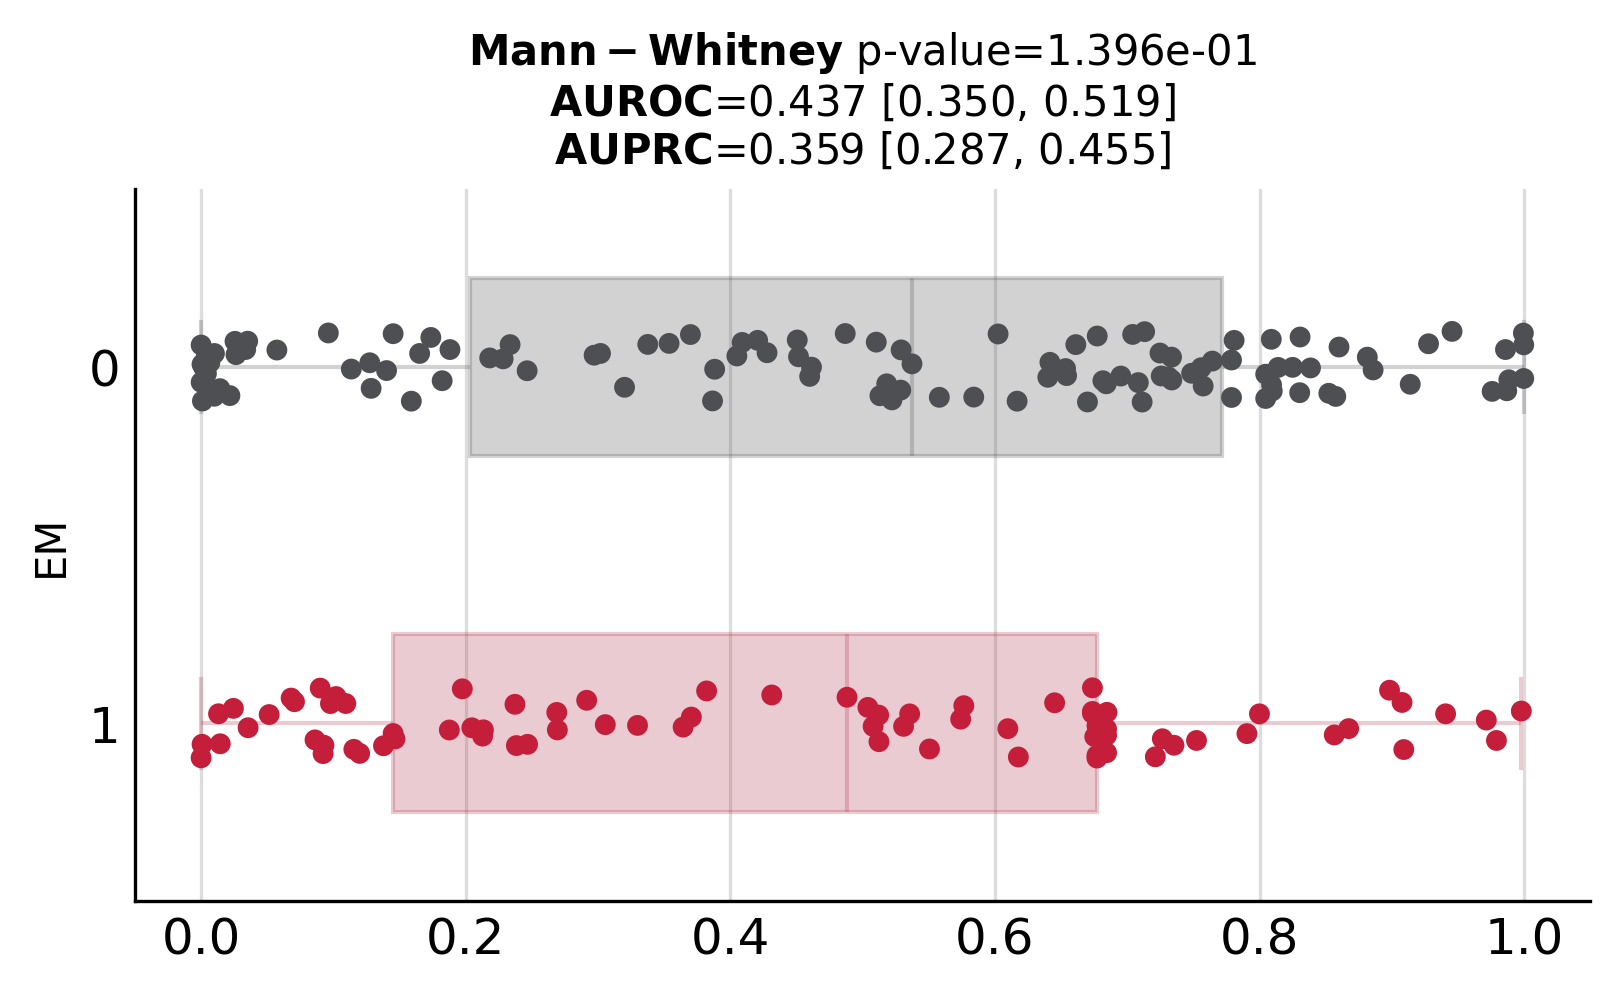 Mann − Whitney p-value=1.396e-01
AUROC=0.437 [0.350, 0.519]
AUPRC=0.359 [0.287, 0.455]
0
EM
1
0.0 0.2 0.4 0.6 0.8 1.0